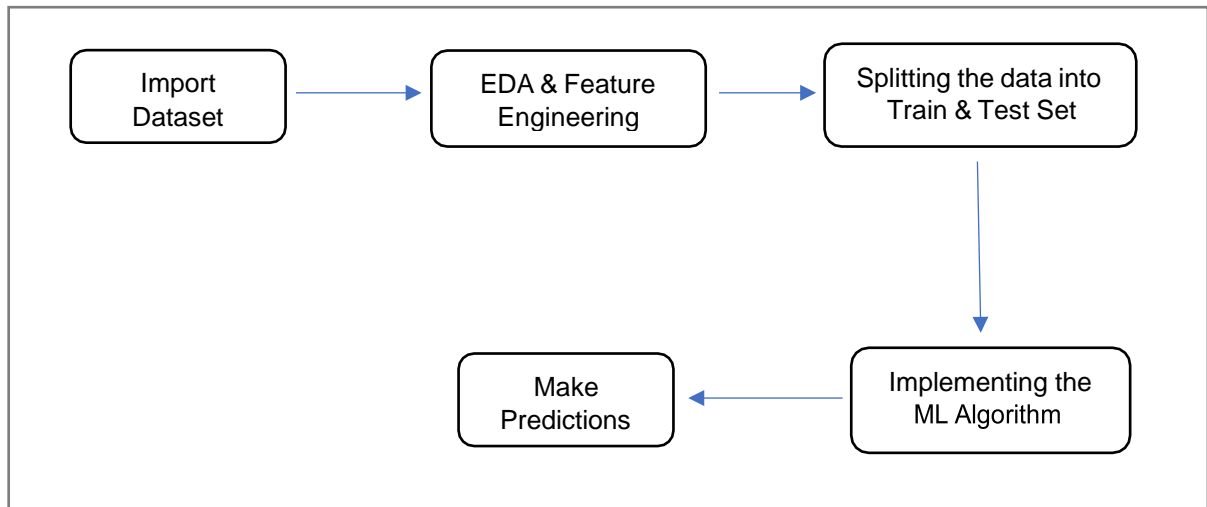 Import
Dataset
EDA & Feature
Engineering
Splitting the data into
Train & Test Set
Implementing the
ML Algorithm
Make
Predictions